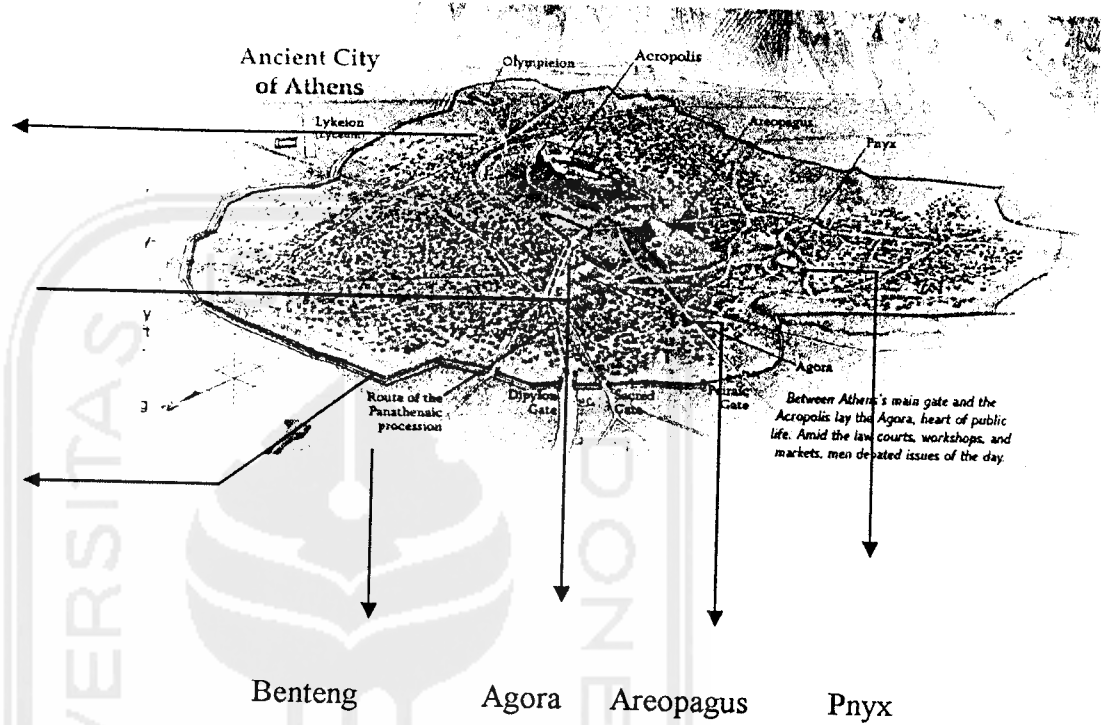 Ancient City
of Athens
Olympieion
Acropolis
Lykeion
(Lyceum)
Areopagus
Pnyx
Agora
Route of the
Panathenaic
procession
Dipylon
Gate
Sacred
Gate
Peiraic
Gate
Between Athens's main gate and the
Acropolis lay the Agora, heart of public
life. Amid the law courts, workshops, and
markets, men debated issues of the day.
Benteng
Agora
Areopagus
Pnyx
VERSITAS